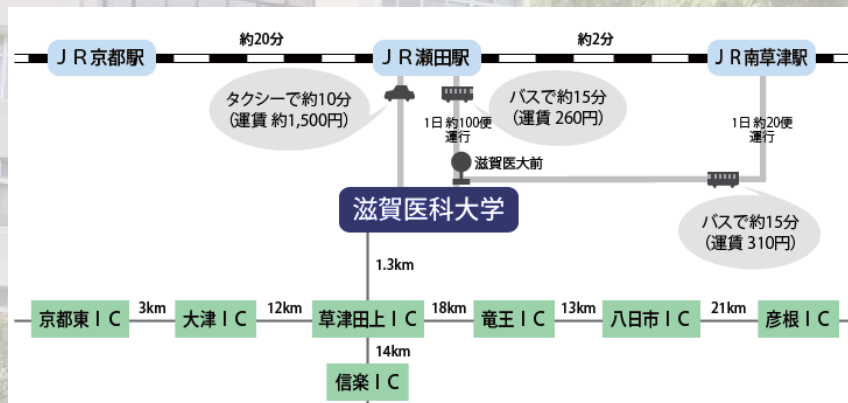 約20分
約2分
ＪＲ京都駅
ＪＲ瀬田駅
ＪＲ南草津駅
タクシーで約10分
（運賃 約1,500円）
バスで約15分
（運賃 260円）
1日 約100便
運行
1日 約20便
運行
滋賀医大前
滋賀医科大学
バスで約15分
（運賃 310円）
1.3km
京都東ＩＣ
3km
大津ＩＣ
12km
草津田上ＩＣ
18km
竜王ＩＣ
13km
八日市ＩＣ
21km
彦根ＩＣ
14km
信楽ＩＣ